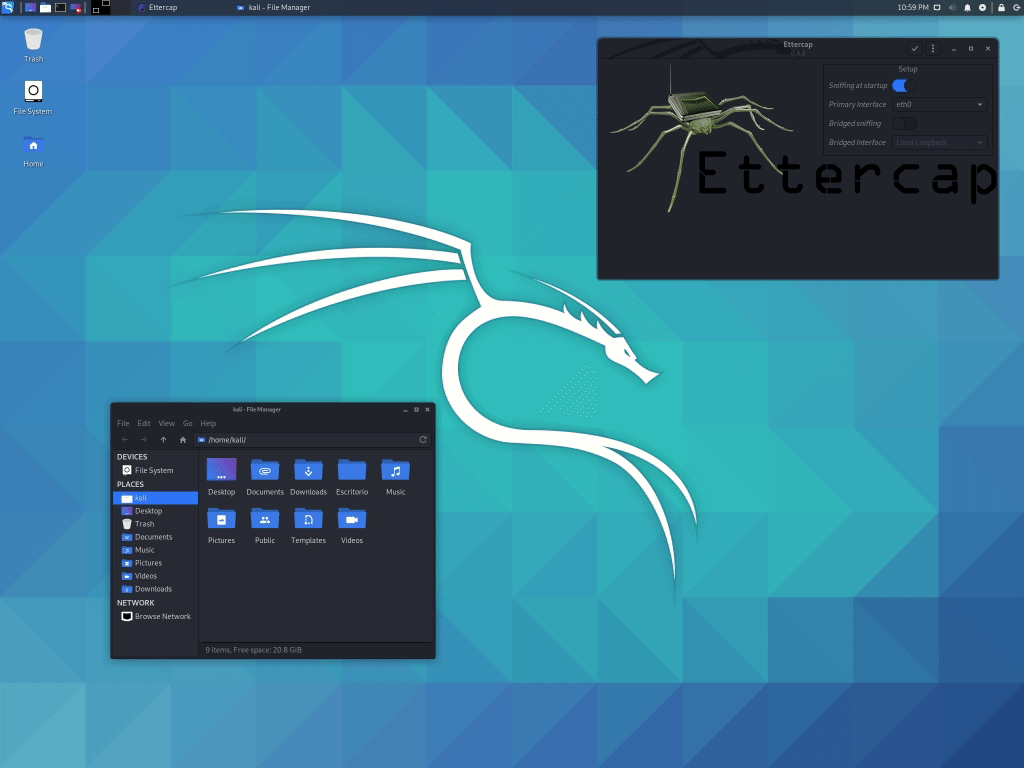 Ettercap
kali - File Manager
10:59 PM
Trash
File System
Home
Ettercap
0.8.3
Setup
Sniffing at startup
Primary Interface
eth0
Bridged sniffing
Bridged Interface
Local Loopback
Ettercap
kali - File Manager
File Edit View Go Help
/home/kali/
DEVICES
File System
PLACES
kali
Desktop
Trash
Documents
Music
Pictures
Videos
Downloads
NETWORK
Browse Network
Desktop Documents Downloads Escritorio Music
Pictures Public Templates Videos
9 items, Free space: 20.8 GiB